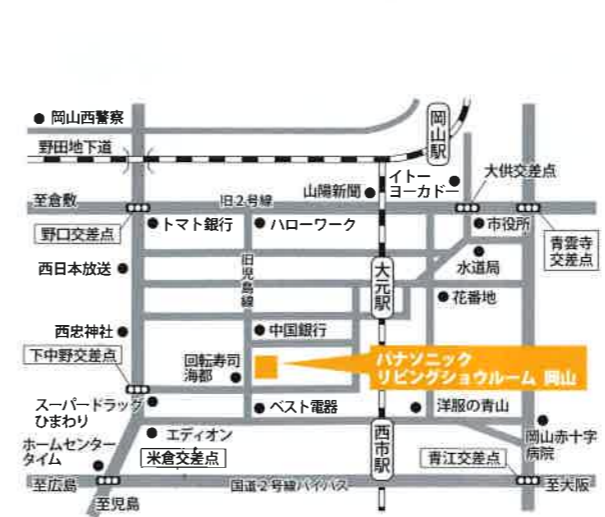 岡山西警察
野田地下道
岡山駅
大供交差点
イトー
ヨーカドー
山陽新聞
至倉敷
旧2号線
トマト銀行
ハローワーク
市役所
野口交差点
青雲寺
交差点
西日本放送
旧児島線
大元駅
水道局
花番地
西忠神社
中国銀行
下中野交差点
回転寿司
海都
パナソニック
リビングショウルーム 岡山
スーパードラッグ
ひまわり
ベスト電器
洋服の青山
エディオン
ホームセンター
タイム
米倉交差点
西市駅
青江交差点
岡山赤十字
病院
至広島
国道2号線バイパス
至大阪
至児島